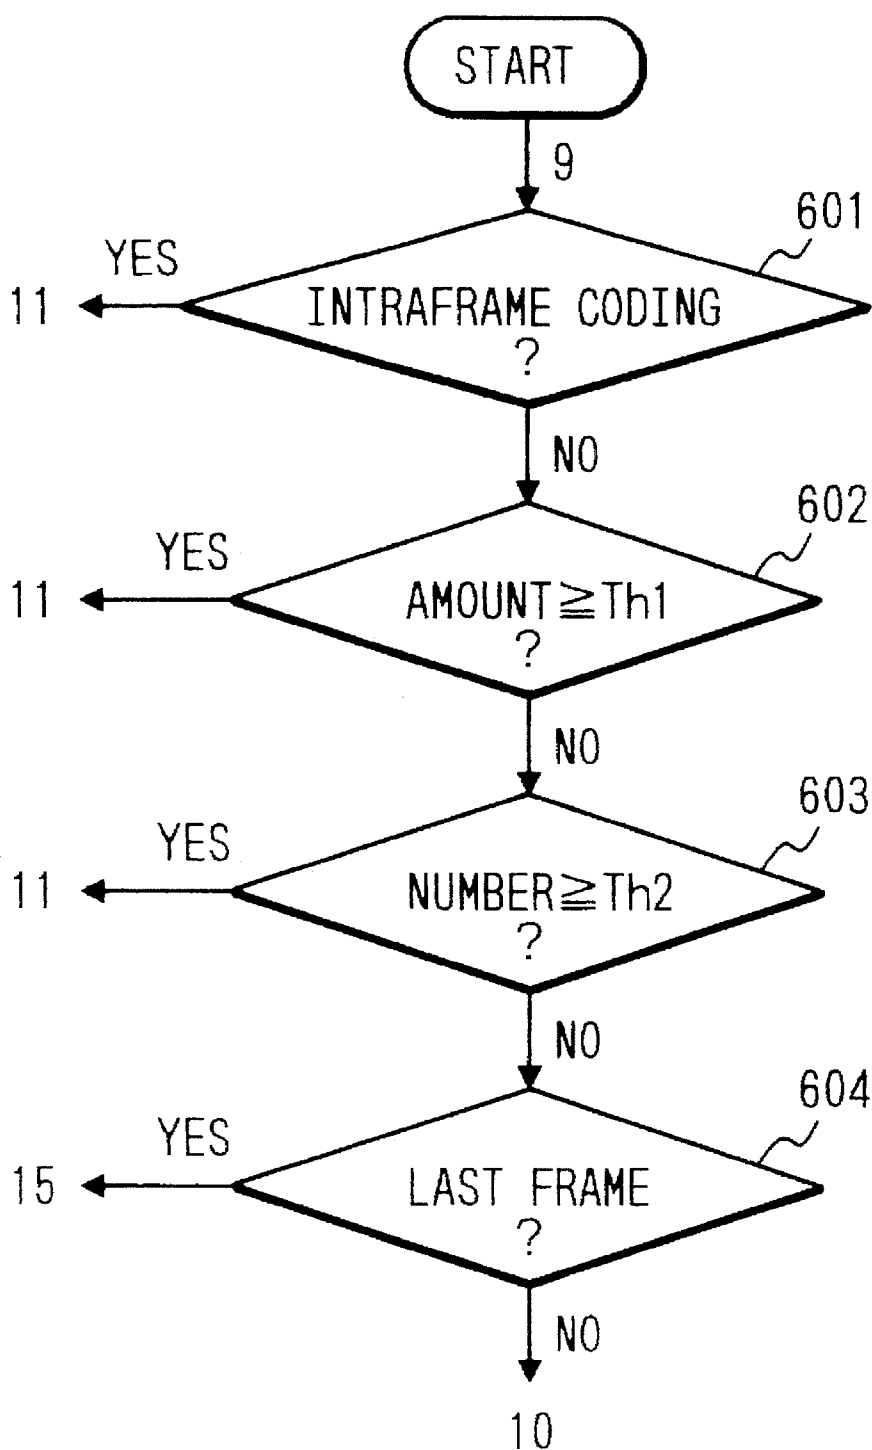 START
9
601
YES
11
INTRAFRAME CODING
?
NO
602
YES
11
AMOUNT≧Th1
?
NO
603
YES
11
NUMBER≧Th2
?
NO
604
YES
15
LAST FRAME
?
NO
10